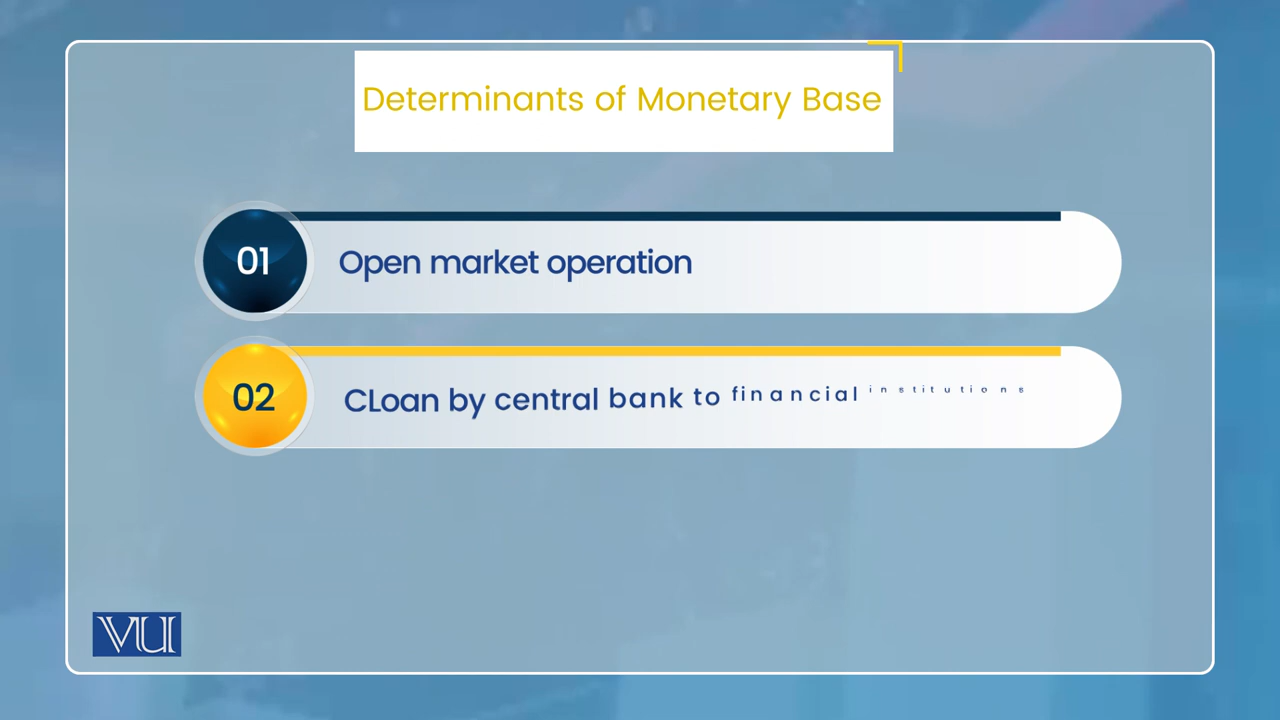 Determinants of Monetary Base
01
Open market operation
02
CLoan by central bank to financial institutions
VU